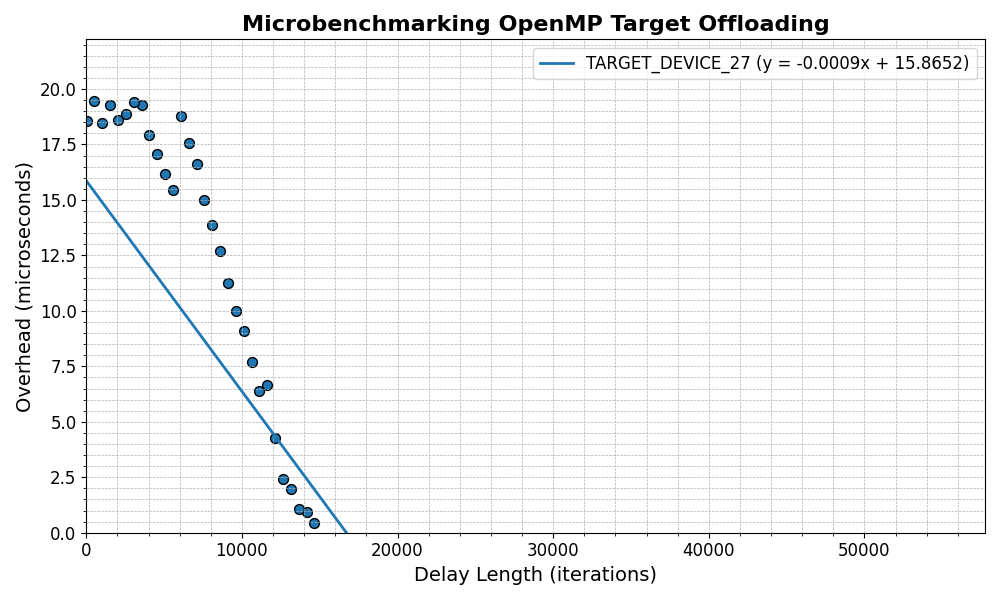 Microbenchmarking OpenMP Target Offloading
TARGET_DEVICE_27 (y = -0.0009x + 15.8652)
Overhead (microseconds)
20.0
17.5
15.0
12.5
10.0
7.5
5.0
2.5
0.0
0 10000 20000 30000 40000 50000
Delay Length (iterations)